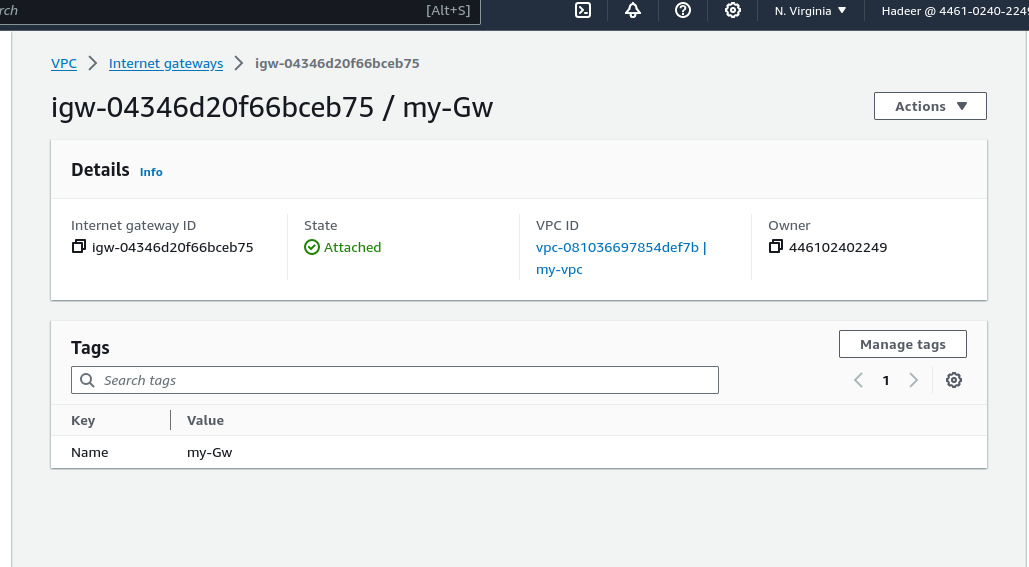 rch [Alt+S] N. Virginia Hadeer @ 4461-0240-2249
VPC Internet gateways igw-04346d20f66bceb75
igw-04346d20f66bceb75 / my-Gw
Actions
Details Info
Internet gateway ID State VPC ID Owner
igw-04346d20f66bceb75 Attached vpc-081036697854def7b | 446102402249
my-vpc
Tags
Manage tags
Search tags
1
Key Value
Name my-Gw